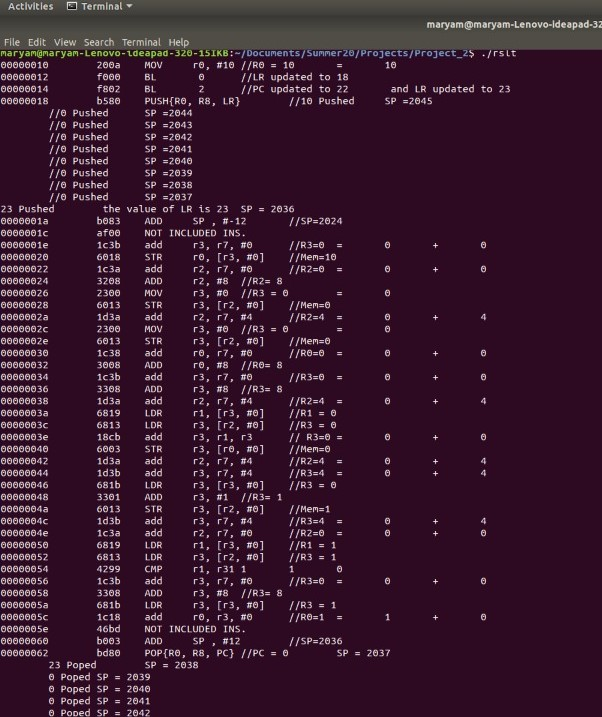 Activities Terminal
maryam@maryam-Lenovo-ideapad-32
File Edit View Search Terminal Help
maryam@maryam-Lenovo-ideapad-320-15IKB:~/Documents/Summer20/Projects/Project_2$ ./rslt
00000010 200a MOV r0, #10 //R0 = 10 = 10
00000012 f000 BL 0 //LR updated to 18
00000014 f802 BL 2 //PC updated to 22 and LR updated to 23
00000018 b580 PUSH{R0, R8, LR} //10 Pushed SP =2045
//0 Pushed SP =2044
//0 Pushed SP =2043
//0 Pushed SP =2042
//0 Pushed SP =2041
//0 Pushed SP =2040
//0 Pushed SP =2039
//0 Pushed SP =2038
//0 Pushed SP =2037
23 Pushed the value of LR is 23 SP = 2036
0000001a b083 ADD SP , #-12 //SP=2024
0000001c af00 NOT INCLUDED INS.
0000001e 1c3b add r3, r7, #0 //R3=0 = 0 + 0
00000020 6018 STR r0, [r3, #0] //Mem=10
00000022 1c3a add r2, r7, #0 //R2=0 = 0 + 0
00000024 3208 ADD r2, #8 //R2= 8
00000026 2300 MOV r3, #0 //R3 = 0 = 0
00000028 6013 STR r3, [r2, #0] //Mem=0
0000002a 1d3a add r2, r7, #4 //R2=4 = 0 + 4
0000002c 2300 MOV r3, #0 //R3 = 0 = 0
0000002e 6013 STR r3, [r2, #0] //Mem=0
00000030 1c38 add r0, r7, #0 //R0=0 = 0 + 0
00000032 3008 ADD r0, #8 //R0= 8
00000034 1c3b add r3, r7, #0 //R3=0 = 0 + 0
00000036 3308 ADD r3, #8 //R3= 8
00000038 1d3a add r2, r7, #4 //R2=4 = 0 + 4
0000003a 6819 LDR r1, [r3, #0] //R1 = 0
0000003c 6813 LDR r3, [r2, #0] //R3 = 0
0000003e 18cb add r3, r1, r3 // R3=0 = 0 + 0
00000040 6003 STR r3, [r0, #0] //Mem=0
00000042 1d3a add r2, r7, #4 //R2=4 = 0 + 4
00000044 1d3b add r3, r7, #4 //R3=4 = 0 + 4
00000046 681b LDR r3, [r3, #0] //R3 = 0
00000048 3301 ADD r3, #1 //R3= 1
0000004a 6013 STR r3, [r2, #0] //Mem=1
0000004c 1d3b add r3, r7, #4 //R3=4 = 0 + 4
0000004e 1c3a add r2, r7, #0 //R2=0 = 0 + 0
00000050 6819 LDR r1, [r3, #0] //R1 = 1
00000052 6813 LDR r3, [r2, #0] //R3 = 1
00000054 4299 CMP r1, r31 1 1 0
00000056 1c3b add r3, r7, #0 //R3=0 = 0 + 0
00000058 3308 ADD r3, #8 //R3= 8
0000005a 681b LDR r3, [r3, #0] //R3 = 1
0000005c 1c18 add r0, r3, #0 //R0=1 = 1 + 0
0000005e 46bd NOT INCLUDED INS.
00000060 b003 ADD SP , #12 //SP=2036
00000062 bd80 POP{R0, R8, PC} //PC = 0 SP = 2037
23 Poped SP = 2038
0 Poped SP = 2039
0 Poped SP = 2040
0 Poped SP = 2041
0 Poped SP = 2042